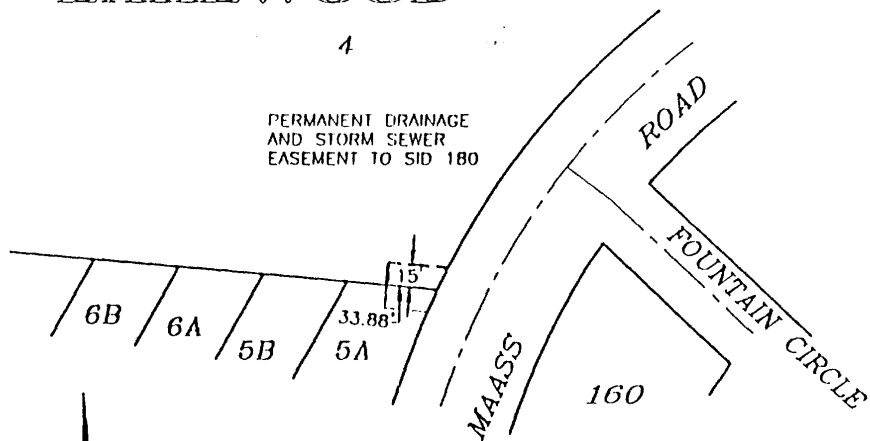 4
PERMANENT DRAINAGE
AND STORM SEWER
EASEMENT TO SID 180
ROAD
FOUNTAIN CIRCLE
15'
33.88'
6B
6A
5B
5A
MAASS
160